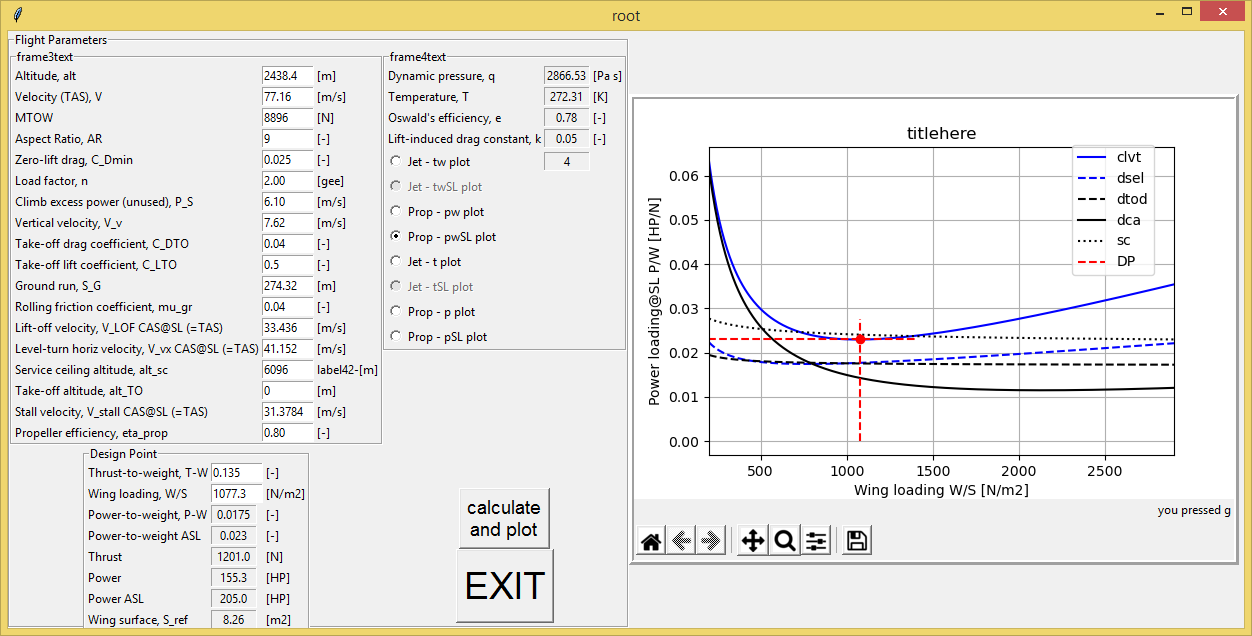 root
Flight Parameters
frame3text
Altitude, alt 2438.4 [m]
Velocity (TAS), V 77.16 [m/s]
MTOW 8896 [N]
Aspect Ratio, AR 9 [-]
Zero-lift drag, C_Dmin 0.025 [-]
Load factor, n 2.00 [gee]
Climb excess power (unused), P_S 6.10 [m/s]
Vertical velocity, V_v 7.62 [m/s]
Take-off drag coefficient, C_DTO 0.04 [-]
Take-off lift coefficient, C_LTO 0.5 [-]
Ground run, S_G 274.32 [m]
Rolling friction coefficient, mu_gr 0.04 [-]
Lift-off velocity, V_LOF CAS@SL (=TAS) 33.436 [m/s]
Level-turn horiz velocity, V_vx CAS@SL (=TAS) 41.152 [m/s]
Service ceiling altitude, alt_sc 6096 label42-[m]
Take-off altitude, alt_TO 0 [m]
Stall velocity, V_stall CAS@SL (=TAS) 31.3784 [m/s]
Propeller efficiency, eta_prop 0.80 [-]
frame4text
Dynamic pressure, q 2866.53 [Pa s]
Temperature, T 272.31 [K]
Oswald's efficiency, e 0.78 [-]
Lift-induced drag constant, k 0.05 [-]
Jet - tw plot 4
Jet - twSL plot
Prop - pw plot
Prop - pwSL plot
Jet - t plot
Jet - tSL plot
Prop - p plot
Prop - pSL plot
Design Point
Thrust-to-weight, T-W 0.135 [-]
Wing loading, W/S 1077.3 [N/m2]
Power-to-weight, P-W 0.0175 [-]
Power-to-weight ASL 0.023 [-]
Thrust 1201.0 [N]
Power 155.3 [HP]
Power ASL 205.0 [HP]
Wing surface, S_ref 8.26 [m2]
calculate
and plot
EXIT
titlehere
Power loading@SL P/W [HP/N]
0.06
0.05
0.04
0.03
0.02
0.01
0.00
clvt
dsel
dtod
dca
sc
DP
500 1000 1500 2000 2500
Wing loading W/S [N/m2]
you pressed g